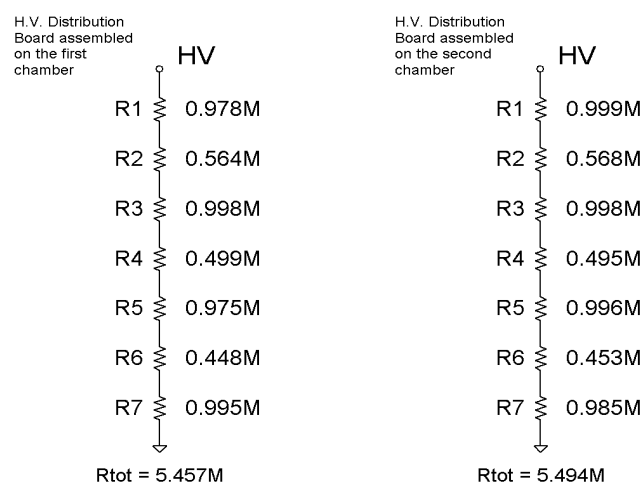 H.V. Distribution
Board assembled
on the first
chamber
HV
R1 0.978M
R2 0.564M
R3 0.998M
R4 0.499M
R5 0.975M
R6 0.448M
R7 0.995M
Rtot = 5.457M
H.V. Distribution
Board assembled
on the second
chamber
HV
R1 0.999M
R2 0.568M
R3 0.998M
R4 0.495M
R5 0.996M
R6 0.453M
R7 0.985M
Rtot = 5.494M